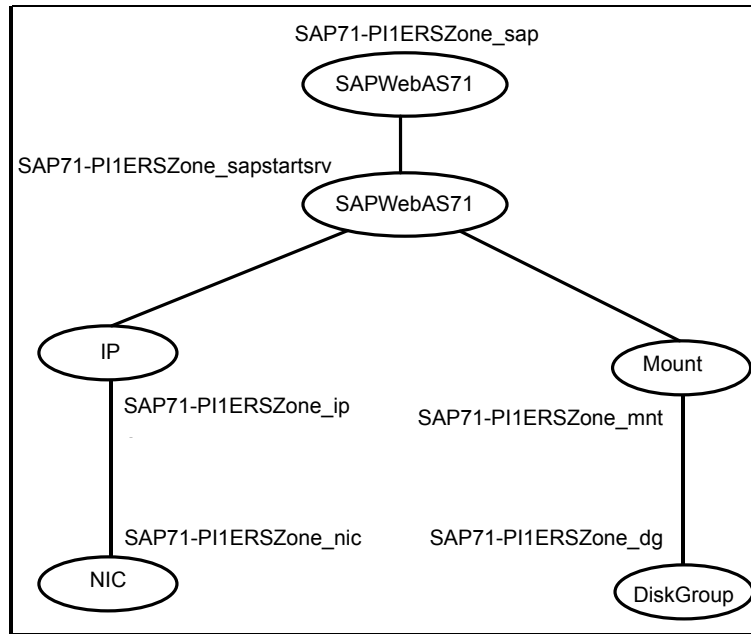 SAP71-PI1ERSZone_sap
SAPWebAS71
SAP71-PI1ERSZone_sapstartsrv
SAPWebAS71
IP
Mount
SAP71-PI1ERSZone_ip
SAP71-PI1ERSZone_mnt
SAP71-PI1ERSZone_nic
SAP71-PI1ERSZone_dg
NIC
DiskGroup